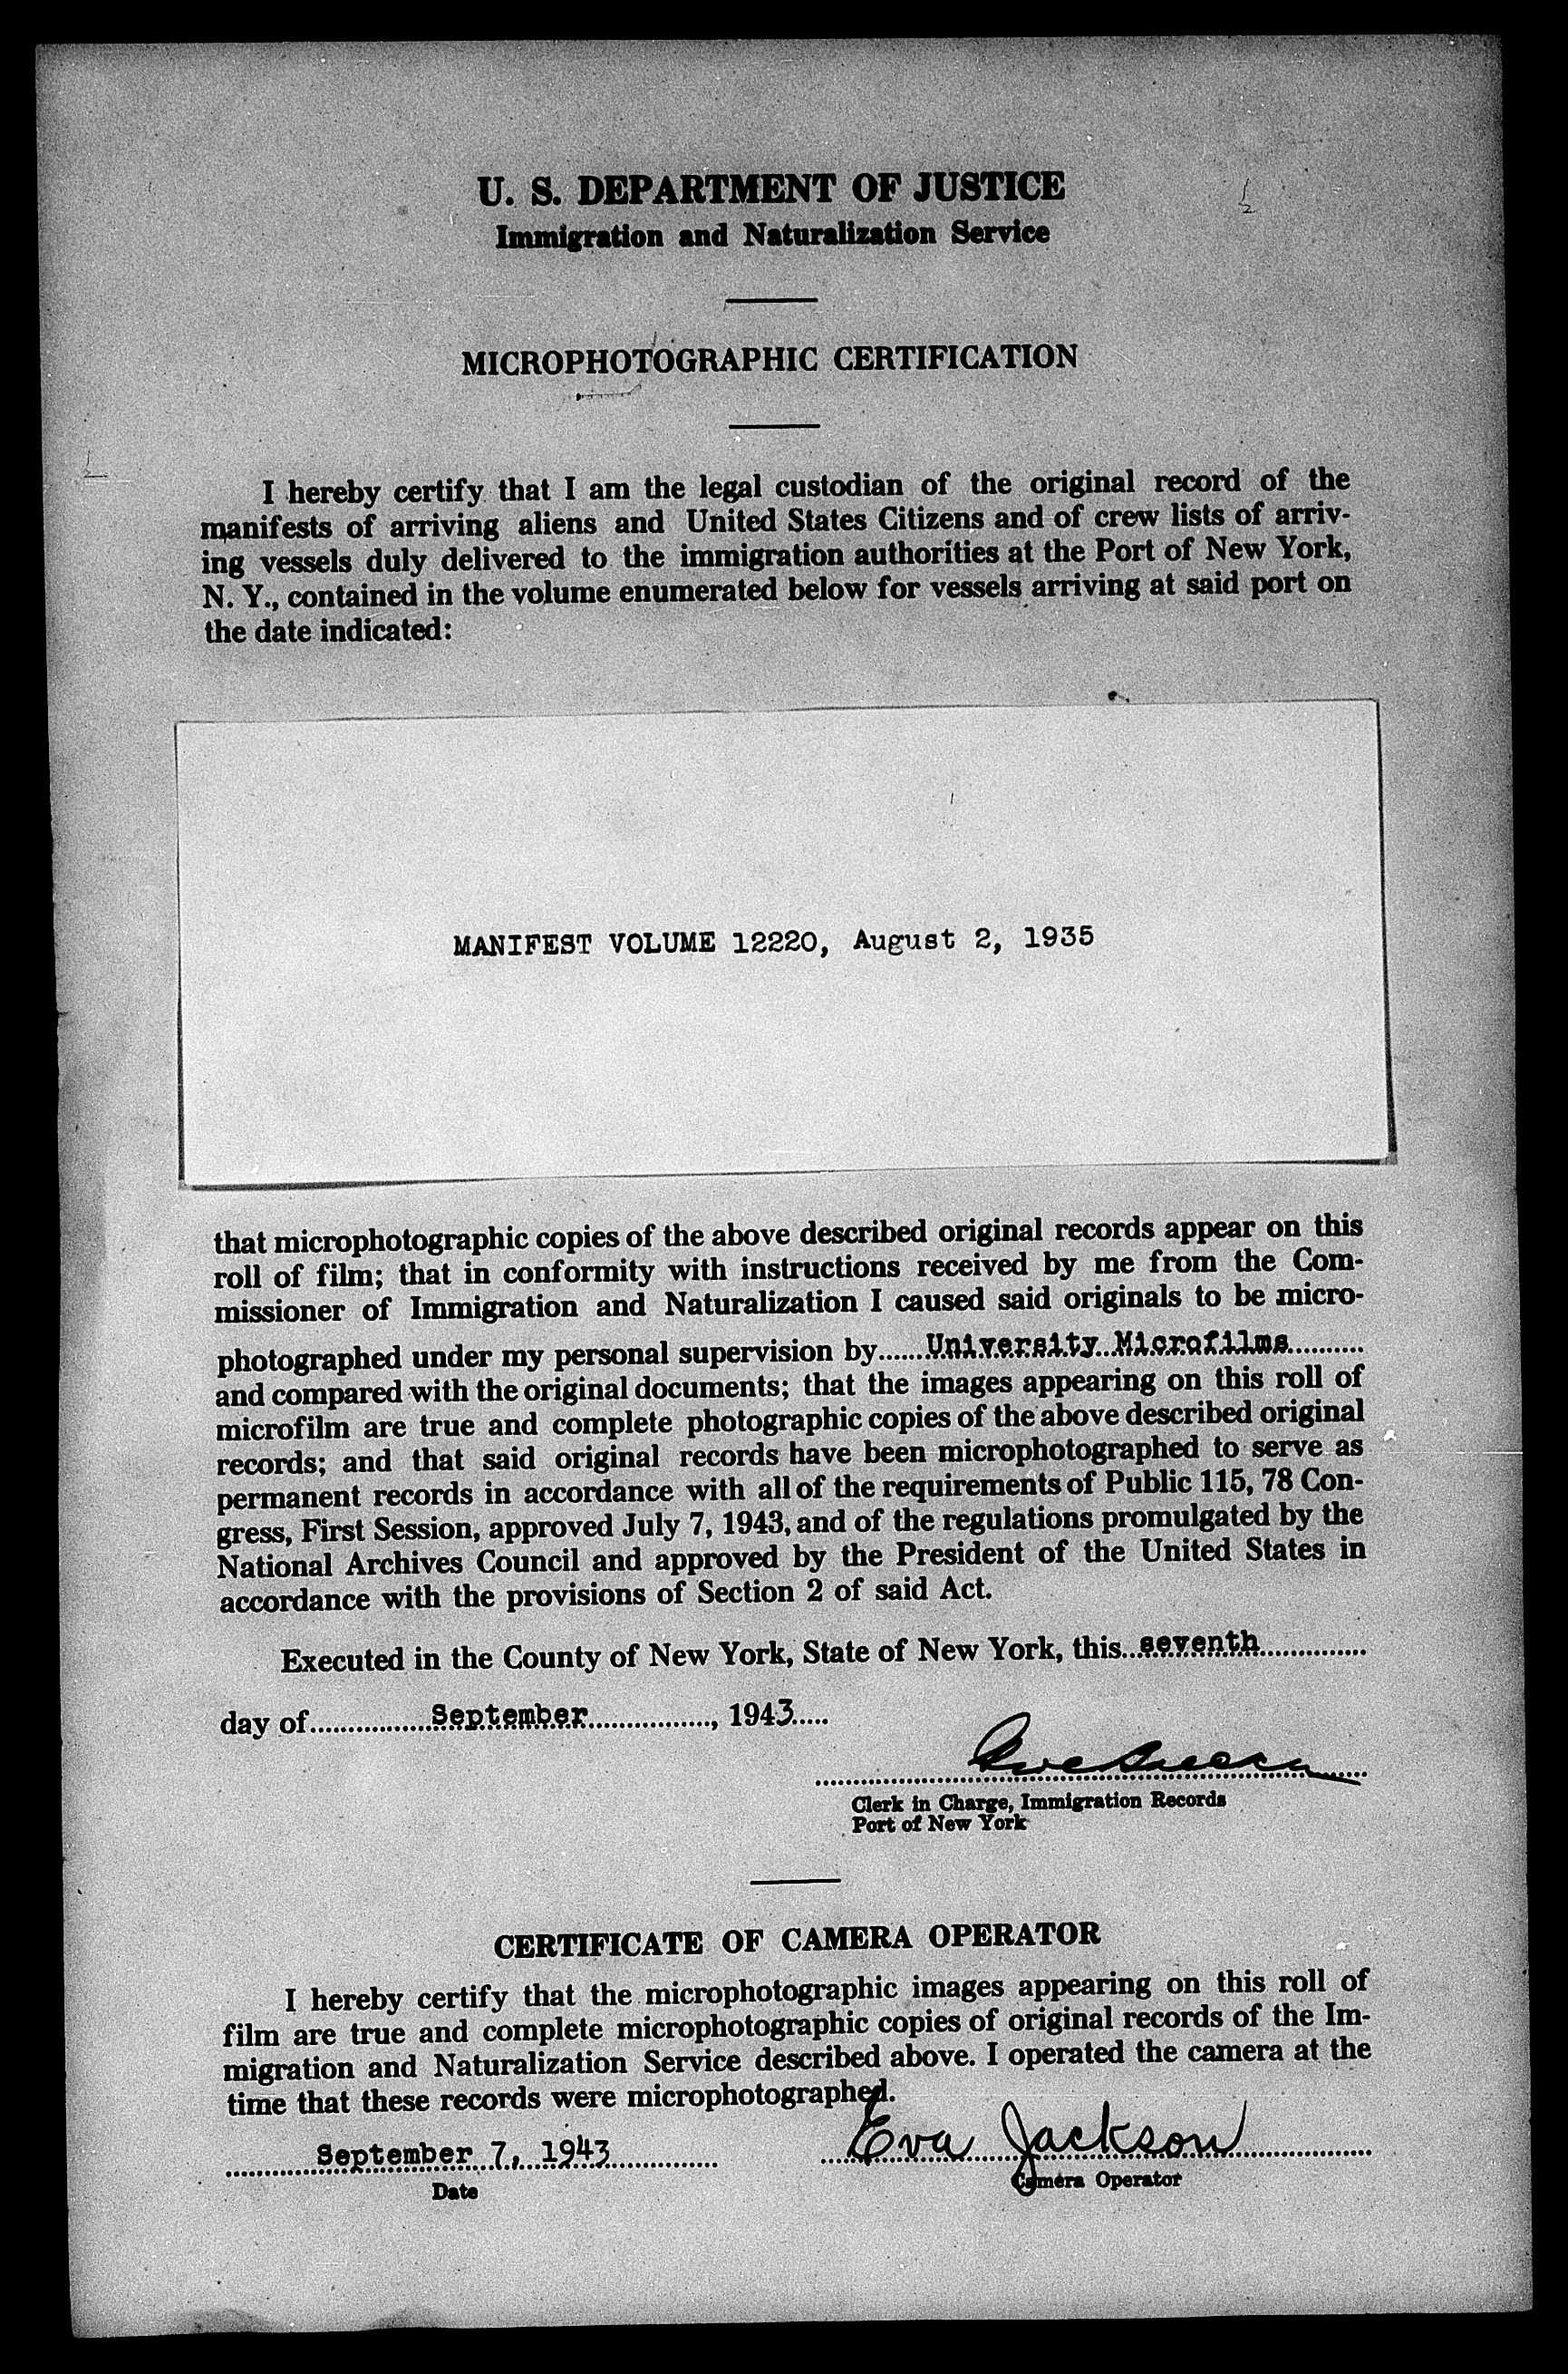 U. S. DEPARTMENT OF JUSTICE
Immigration and Naturalization Service
MICROPHOTOGRAPHIC CERTIFICATION
I hereby certify that I am the legal custodian of the original record of the
manifests of arriving aliens and United States Citizens and of crew lists of arriv-
ing vessels duly delivered to the immigration authorities at the Port of New York,
N. Y., contained in the volume enumerated below for vessels arriving at said port on
the date indicated:
MANIFEST VOLUME 12220, August 2, 1935
that microphotographic copies of the above described original records appear on this
roll of film; that in conformity with instructions received by me from the Com-
missioner of Immigration and Naturalization I caused said originals to be micro-
photographed under my personal supervision by......University Microfilms..........
and compared with the original documents; that the images appearing on this roll of
microfilm are true and complete photographic copies of the above described original
records; and that said original records have been microphotographed to serve as
permanent records in accordance with all of the requirements of Public 115, 78 Con-
gress, First Session, approved July 7, 1943, and of the regulations promulgated by the
National Archives Council and approved by the President of the United States in
accordance with the provisions of Section 2 of said Act.
Executed in the County of New York, State of New York, this...seventh...............
day of................September................., 1943.....
Clerk in Charge, Immigration Records
Port of New York
CERTIFICATE OF CAMERA OPERATOR
I hereby certify that the microphotographic images appearing on this roll of
film are true and complete microphotographic copies of original records of the Im-
migration and Naturalization Service described above. I operated the camera at the
time that these records were microphotographed.
September 7, 1943 Eva Jackson
Date Camera Operator